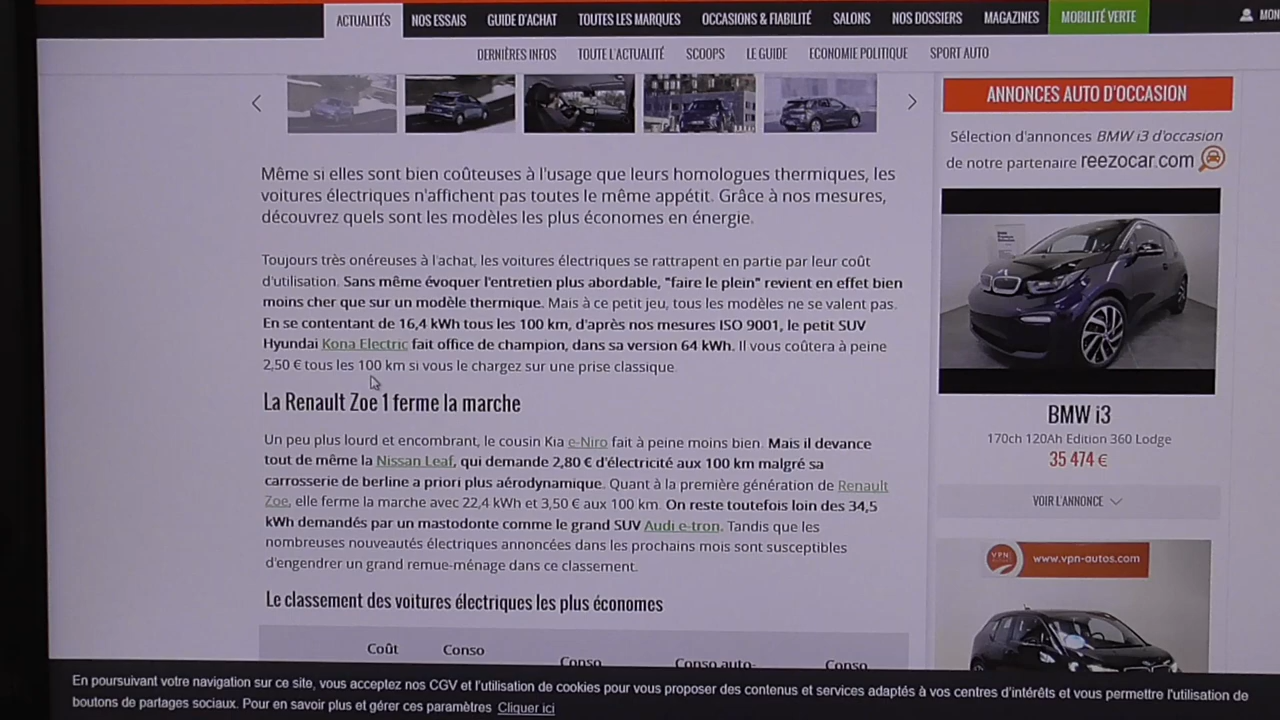 ACTUALITÉS NOS ESSAIS GUIDE D'ACHAT TOUTES LES MARQUES OCCASIONS & FIABILITÉ SALONS NOS DOSSIERS MAGAZINES MOBILITÉ VERTE MON
DERNIÈRES INFOS TOUTE L'ACTUALITÉ SCOOPS LE GUIDE ECONOMIE POLITIQUE SPORT AUTO
Même si elles sont bien coûteuses à l'usage que leurs homologues thermiques, les
voitures électriques n'affichent pas toutes le même appétit. Grâce à nos mesures,
découvrez quels sont les modèles les plus économes en énergie.
Toujours très onéreuses à l'achat, les voitures électriques se rattrapent en partie par leur coût
d'utilisation. Sans même évoquer l'entretien plus abordable, "faire le plein" revient en effet bien
moins cher que sur un modèle thermique. Mais à ce petit jeu, tous les modèles ne se valent pas.
En se contentant de 16,4 kWh tous les 100 km, d'après nos mesures ISO 9001, le petit SUV
Hyundai Kona Electric fait office de champion, dans sa version 64 kWh. Il vous coûtera à peine
2,50 € tous les 100 km si vous le chargez sur une prise classique.
La Renault Zoe 1 ferme la marche
Un peu plus lourd et encombrant, le cousin Kia e-Niro fait à peine moins bien. Mais il devance
tout de même la Nissan Leaf, qui demande 2,80 € d'électricité aux 100 km malgré sa
carrosserie de berline a priori plus aérodynamique. Quant à la première génération de Renault
Zoe, elle ferme la marche avec 22,4 kWh et 3,50 € aux 100 km. On reste toutefois loin des 34,5
kWh demandés par un mastodonte comme le grand SUV Audi e-tron. Tandis que les
nombreuses nouveautés électriques annoncées dans les prochains mois sont susceptibles
d'engendrer un grand remue-ménage dans ce classement.
Le classement des voitures électriques les plus économes
Coût Conso
Conso Conso auto- Conso
ANNONCES AUTO D'OCCASION
Sélection d'annonces BMW i3 d'occasion
de notre partenaire reezocar.com
BMW i3
170ch 120Ah Edition 360 Lodge
35 474 €
VOIR L'ANNONCE
VPN www.vpn-autos.com
En poursuivant votre navigation sur ce site, vous acceptez nos CGV et l'utilisation de cookies pour vous proposer des contenus et services adaptés à vos centres d'intérêts et vous permettre l'utilisation de
boutons de partages sociaux. Pour en savoir plus et gérer ces paramètres Cliquer ici